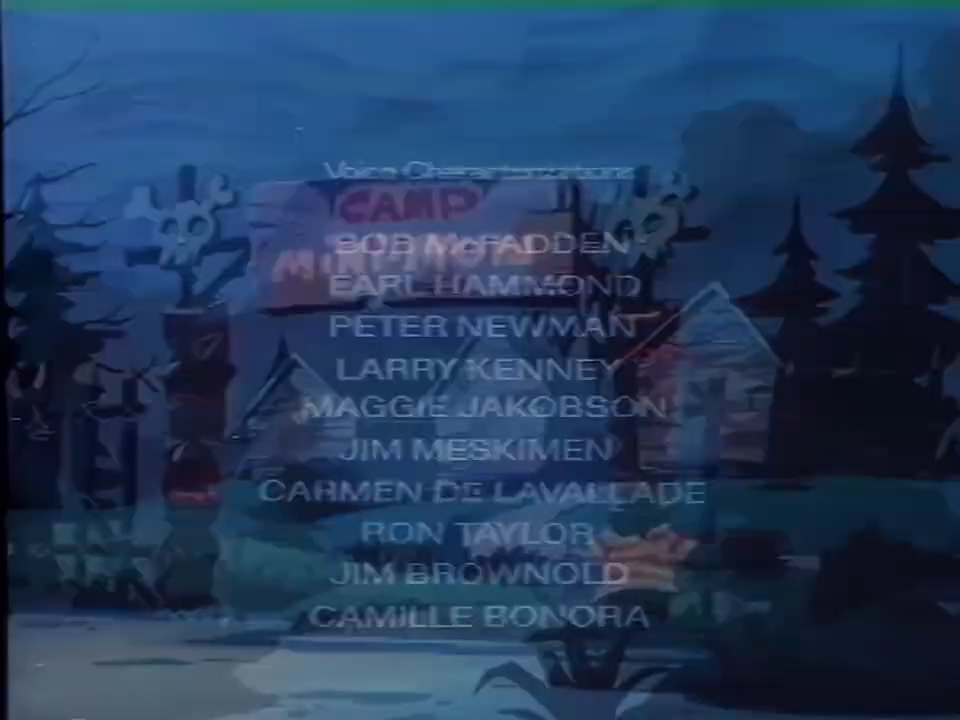 Voice Characterizations
CAMP
BOB McFADDEN
EARL HAMMOND
PETER NEWMAN
LARRY KENNEY
MAGGIE JAKOBSON
JIM MESKIMEN
CARMEN DE LAVALLADE
RON TAYLOR
JIM BROWNOLD
CAMILLE BONORA